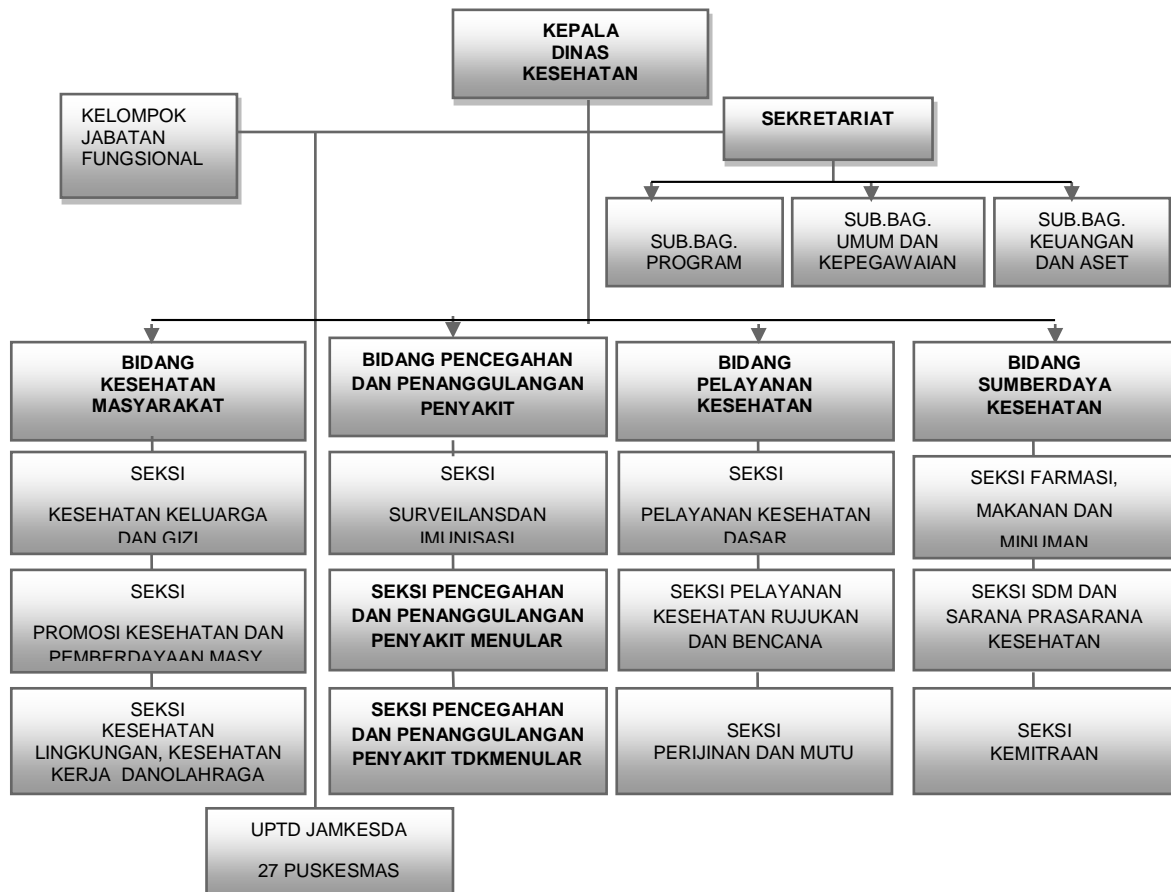 KEPALA
DINAS
KESEHATAN
KELOMPOK
JABATAN
FUNGSIONAL
SEKRETARIAT
SUB.BAG.
PROGRAM
SUB.BAG.
UMUM DAN
KEPEGAWAIAN
SUB.BAG.
KEUANGAN
DAN ASET
BIDANG
KESEHATAN
MASYARAKAT
BIDANG PENCEGAHAN
DAN PENANGGULANGAN
PENYAKIT
BIDANG
PELAYANAN
KESEHATAN
BIDANG
SUMBERDAYA
KESEHATAN
SEKSI
KESEHATAN KELUARGA
DAN GIZI
SEKSI
SURVEILANSDAN
IMUNISASI
SEKSI
PELAYANAN KESEHATAN
DASAR
SEKSI FARMASI,
MAKANAN DAN
MINUMAN
SEKSI
PROMOSI KESEHATAN DAN
PEMBERDAYAAN MASY
SEKSI PENCEGAHAN
DAN PENANGGULANGAN
PENYAKIT MENULAR
SEKSI PELAYANAN
KESEHATAN RUJUKAN
DAN BENCANA
SEKSI SDM DAN
SARANA PRASARANA
KESEHATAN
SEKSI
KESEHATAN
LINGKUNGAN, KESEHATAN
KERJA DANOLAHRAGA
SEKSI PENCEGAHAN
DAN PENANGGULANGAN
PENYAKIT TDKMENULAR
SEKSI
PERIJINAN DAN MUTU
SEKSI
KEMITRAAN
UPTD JAMKESDA
27 PUSKESMAS